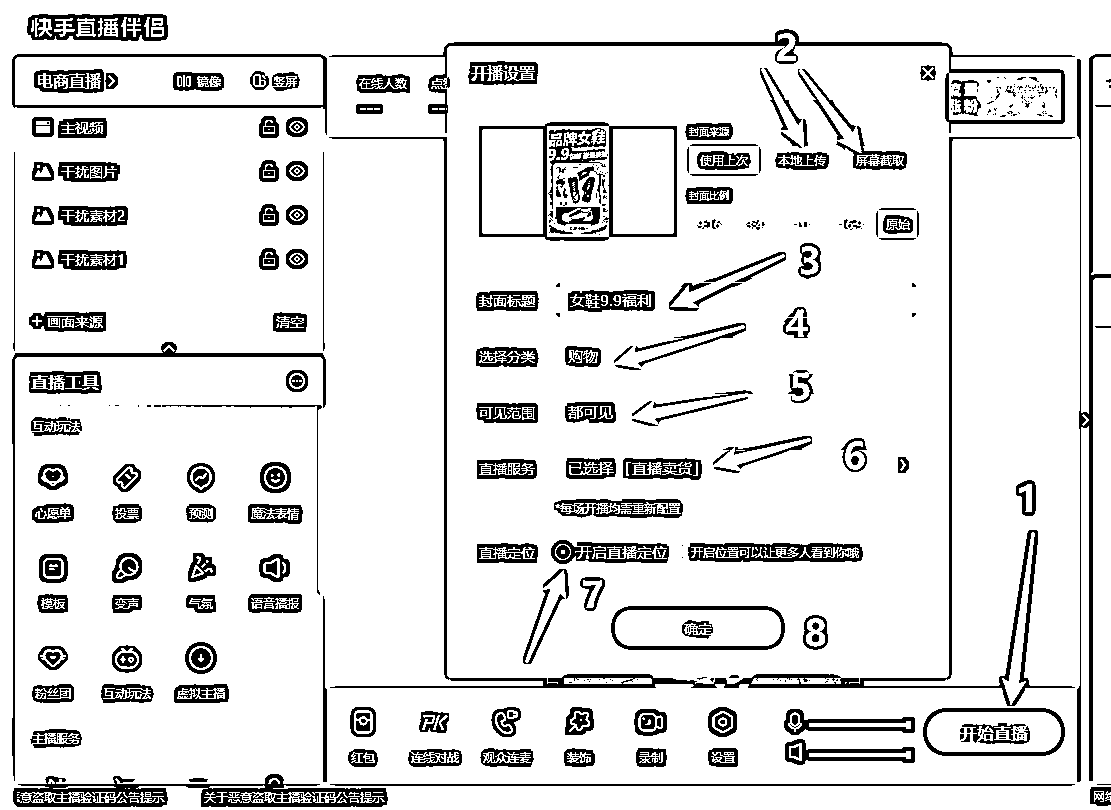 快手直播伴侣
电商直播
镜像
竖屏
主视频
干扰图片
干扰素材2
干扰素材1
画面来源
清空
直播工具
互动玩法
心愿单
投票
预测
魔法表情
模板
变声
气氛
语音播报
粉丝团
互动玩法
虚拟主播
主播服务
在线人数
开播设置
2
品牌女鞋
9.9
封面来源
使用上次
本地上传
屏幕截取
封面比例
原始
3
封面标题
女鞋9.9福利
4
选择分类
购物
5
可见范围
都可见
6
直播服务
已选择 [直播卖货]
*每场开播均需重新配置
直播定位
开启直播定位
开启位置可以让更多人看到你哦
7
确定
8
1
红包
PK
连线对战
观众连麦
装饰
录制
设置
开始直播
意盗取主播验证码公告提示
关于恶意盗取主播验证码公告提示